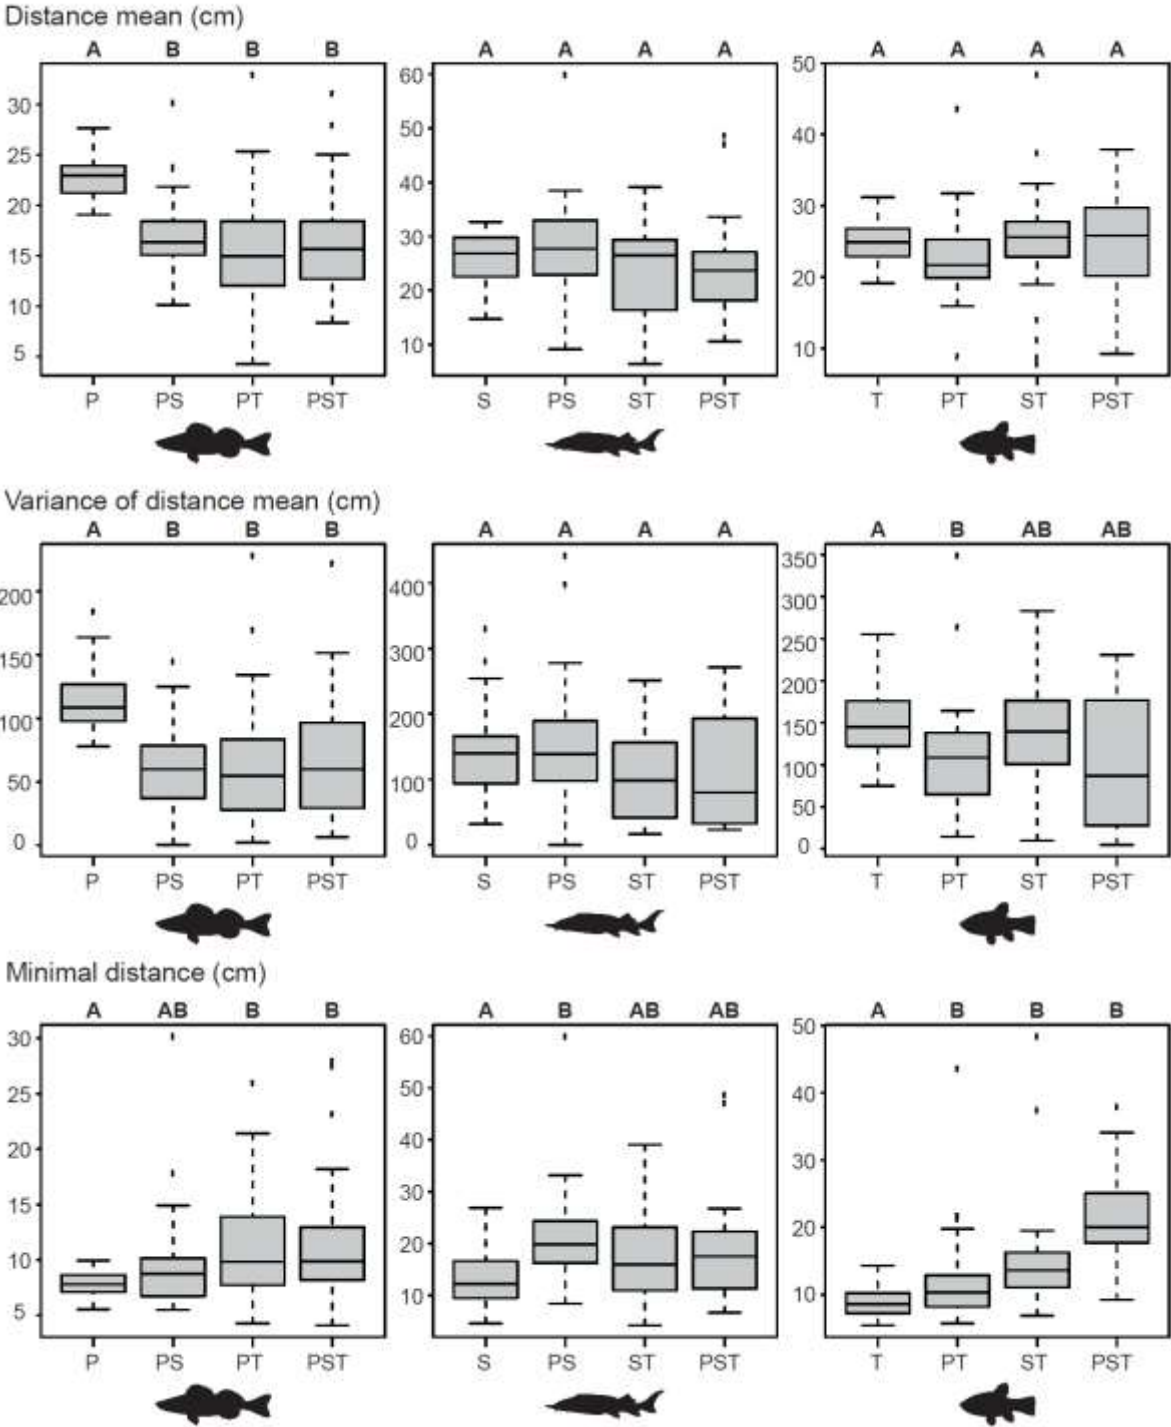 Distance mean (cm)
A B B B A A A A A A A A
30 25 20 15 10 5
60 50 40 30 20 10
50 40 30 20 10
P PS PT PST S PS ST PST T PT ST PST
Variance of distance mean (cm)
A B B B A A A A A B AB AB
200 150 100 50 0
400 300 200 100 0
350 300 250 200 150 100 50 0
P PS PT PST S PS ST PST T PT ST PST
Minimal distance (cm)
A AB B B A B AB AB A B B B
30 25 20 15 10 5
60 50 40 30 20 10
50 40 30 20 10
P PS PT PST S PS ST PST T PT ST PST